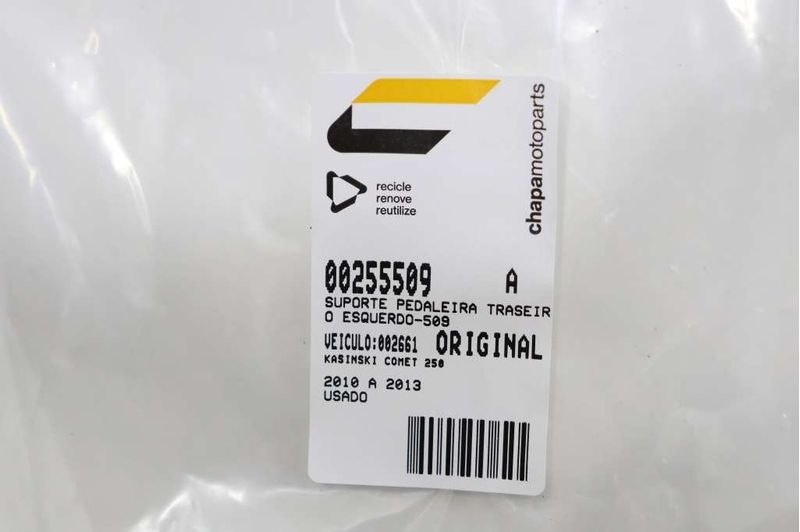 chapamotoparts
recicle
renove
reutilize
00255509 A
SUPORTE PEDALEIRA TRASEIR
O ESQUERDO-509
VEICULO:002661 ORIGINAL
KASINSKI COMET 250
2010 A 2013
USADO